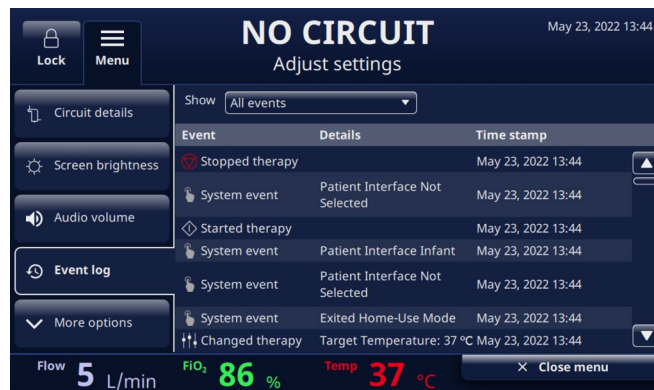 Lock
Menu
NO CIRCUIT
Adjust settings
May 23, 2022 13:44
Circuit details
Screen brightness
Audio volume
Event log
More options
Show All events
Event Details Time stamp
Stopped therapy May 23, 2022 13:44
System event Patient Interface Not
Selected May 23, 2022 13:44
Started therapy May 23, 2022 13:44
System event Patient Interface Infant May 23, 2022 13:44
System event Patient Interface Not
Selected May 23, 2022 13:44
System event Exited Home-Use Mode May 23, 2022 13:44
Changed therapy Target Temperature: 37 ºC May 23, 2022 13:44
Flow 5 L/min
FiO₂ 86 %
Temp 37 ºC
× Close menu